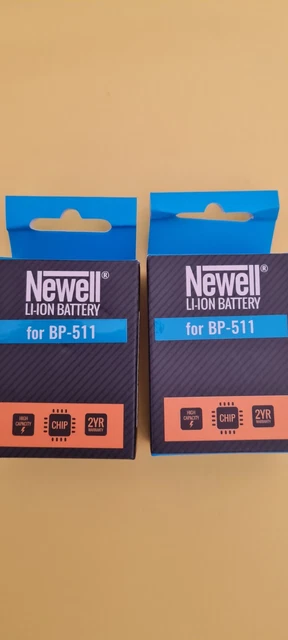 Newell®
LI-ION BATTERY
for BP-511
HIGH
CAPACITY
CHIP
2YR
WARRANTY
Newell®
LI-ION BATTERY
for BP-511
HIGH
CAPACITY
CHIP
2YR
WARRANTY